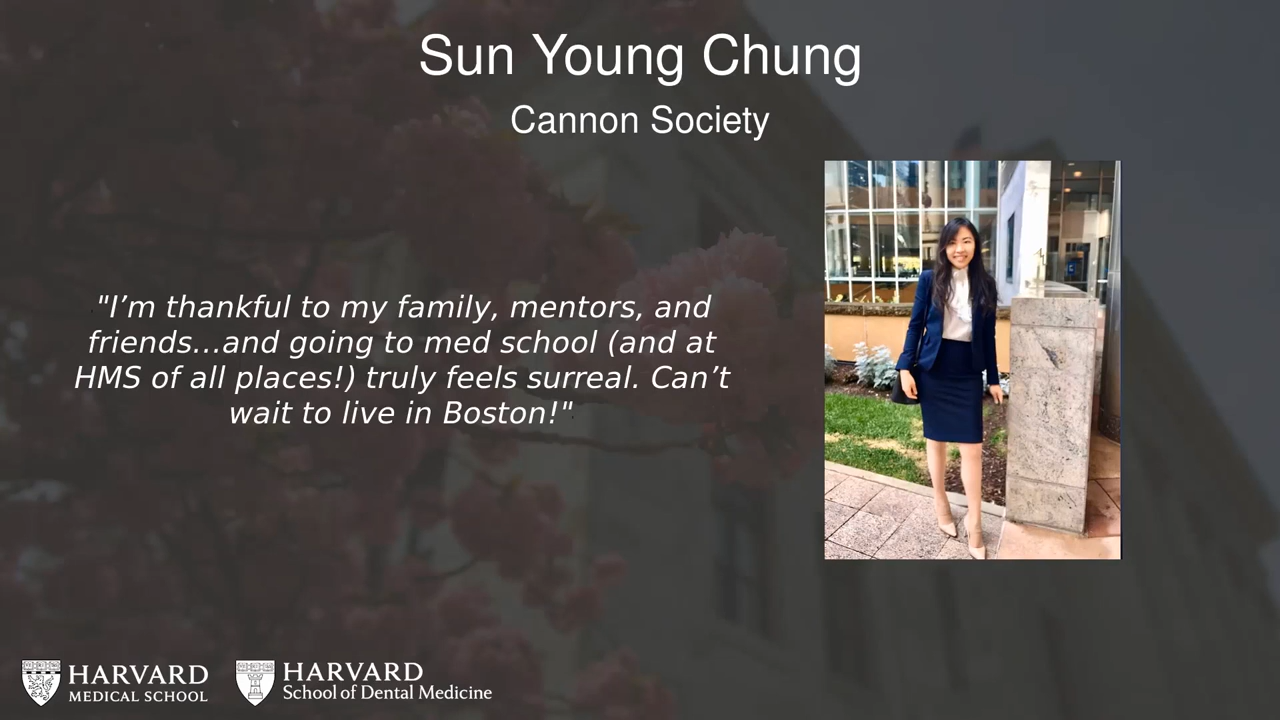 Sun Young Chung
Cannon Society
"I’m thankful to my family, mentors, and
friends...and going to med school (and at
HMS of all places!) truly feels surreal. Can’t
wait to live in Boston!"
HARVARD
MEDICAL SCHOOL
HARVARD
School of Dental Medicine